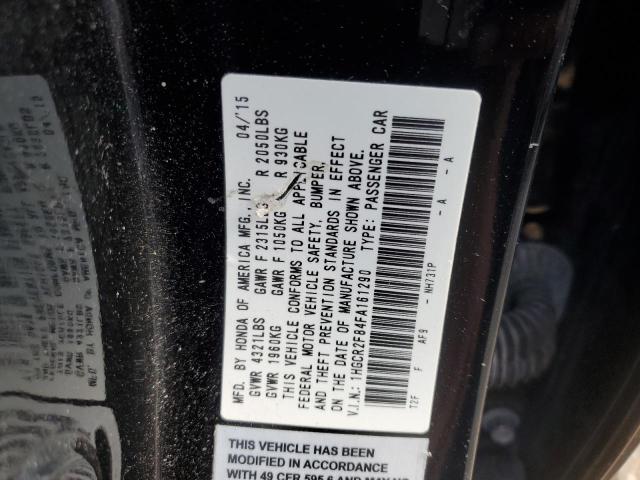 MFD. BY HONDA OF AMERICA MFG., INC. 04/'15
GVWR 4321LBS GAWR F 2315LBS R 2050LBS
GVWR 1960KG GAWR F 1050KG R 930KG
THIS VEHICLE CONFORMS TO ALL APPLICABLE
FEDERAL MOTOR VEHICLE SAFETY, BUMPER,
AND THEFT PREVENTION STANDARDS IN EFFECT
ON THE DATE OF MANUFACTURE SHOWN ABOVE.
V.I.N.: 1HGCR2F84FA161290 TYPE: PASSENGER CAR
T2F F AF9 - NH731P - A - A
THIS VEHICLE HAS BEEN
MODIFIED IN ACCORDANCE
WITH 49 CFR 595.6 AND MAY NO